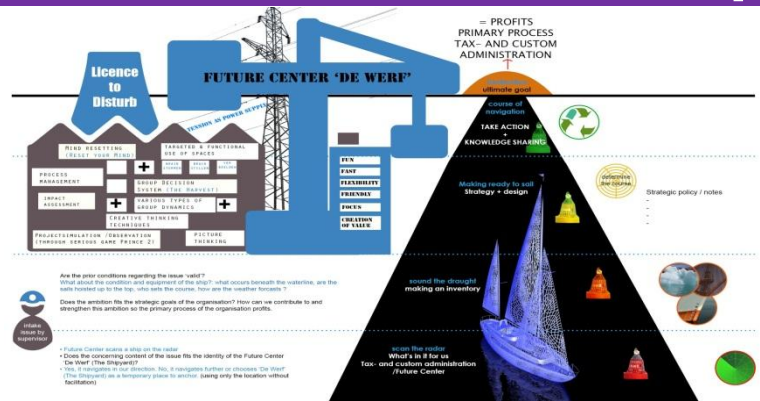 = PROFITS
PRIMARY PROCESS
TAX- AND CUSTOM
ADMINISTRATION
Licence
to
Disturb
FUTURE CENTER 'DE WERF'
TENSION AS POWER SUPPLY
ultimate goal
course of
navigation
TAKE ACTION
+
KNOWLEDGE SHARING
MIND RESETTING
(RESET YOUR MIND)
TARGETED & FUNCTIONAL
USE OF SPACES
PROCESS
MANAGEMENT
+
GROUP DECISION
SYSTEM (THE HARVEST)
IMPACT
ASSESSMENT
+
VARIOUS TYPES OF
GROUP DYNAMICS
+
CREATIVE THINKING
TECHNIQUES
PROJECTSIMULATION /OBSERVATION
(THROUGH SERIOUS GAME PRINCE 2)
PICTURE
THINKING
FUN
FAST
FLEXIBILITY
FRIENDLY
FOCUS
CREATION
OF VALUE
Making ready to sail
Strategy + design
determine
the course
Strategic policy / notes
-
-
-
-
Are the prior conditions regarding the issue 'valid'?
What about the condition and equipment of the ship?, what occurs beneath the waterline, are the
sails hoisted up to the top, who sets the course, how are the weather forcasts ?
Does the ambition fits the strategic goals of the organisation? How can we contribute to and
strengthen this ambition so the primary process of the organisation profits.
sound the draught
making an inventory
intake
issue by
supervisor
• Future Center scans a ship on the radar
• Does the concerning content of the issue fits the identity of the Future Center
'De Werf' (The Shipyard)?
• Yes, it navigates in our direction. No, it navigates further or chooses 'De Werf'
(The Shipyard) as a temporary place to anchor. (using only the location without
facilitation)
scan the radar
What's in it for us
Tax- and custom administration
/Future Center